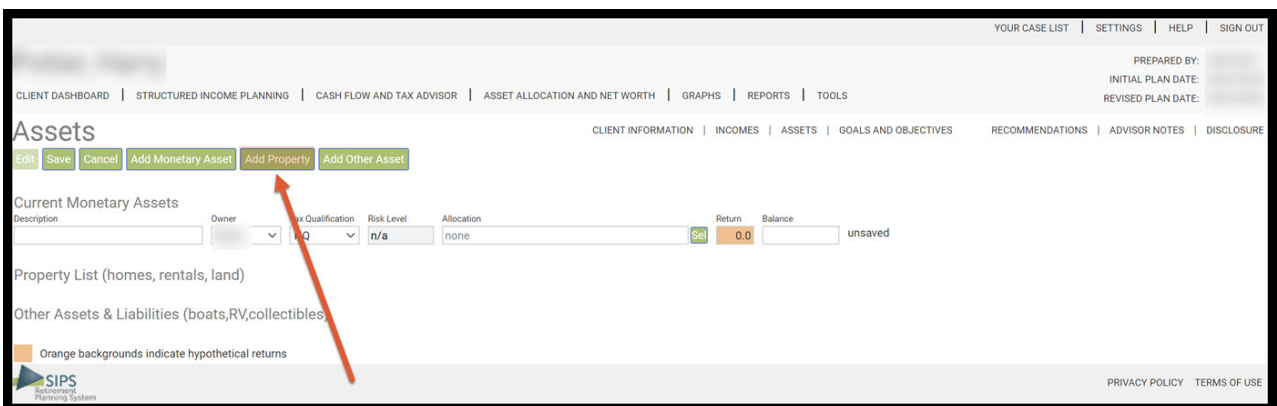 YOUR CASE LIST | SETTINGS | HELP | SIGN OUT
PREPARED BY:
INITIAL PLAN DATE:
REVISED PLAN DATE:
CLIENT DASHBOARD | STRUCTURED INCOME PLANNING | CASH FLOW AND TAX ADVISOR | ASSET ALLOCATION AND NET WORTH | GRAPHS | REPORTS | TOOLS
Assets
CLIENT INFORMATION | INCOMES | ASSETS | GOALS AND OBJECTIVES RECOMMENDATIONS | ADVISOR NOTES | DISCLOSURE
Edit Save Cancel Add Monetary Asset Add Property Add Other Asset
Current Monetary Assets
Description Owner Tax Qualification Risk Level Allocation Return Balance
NQ n/a none Sel 0.0 unsaved
Property List (homes, rentals, land)
Other Assets & Liabilities (boats,RV,collectibles)
Orange backgrounds indicate hypothetical returns
SIPS
Retirement
Planning System
PRIVACY POLICY TERMS OF USE